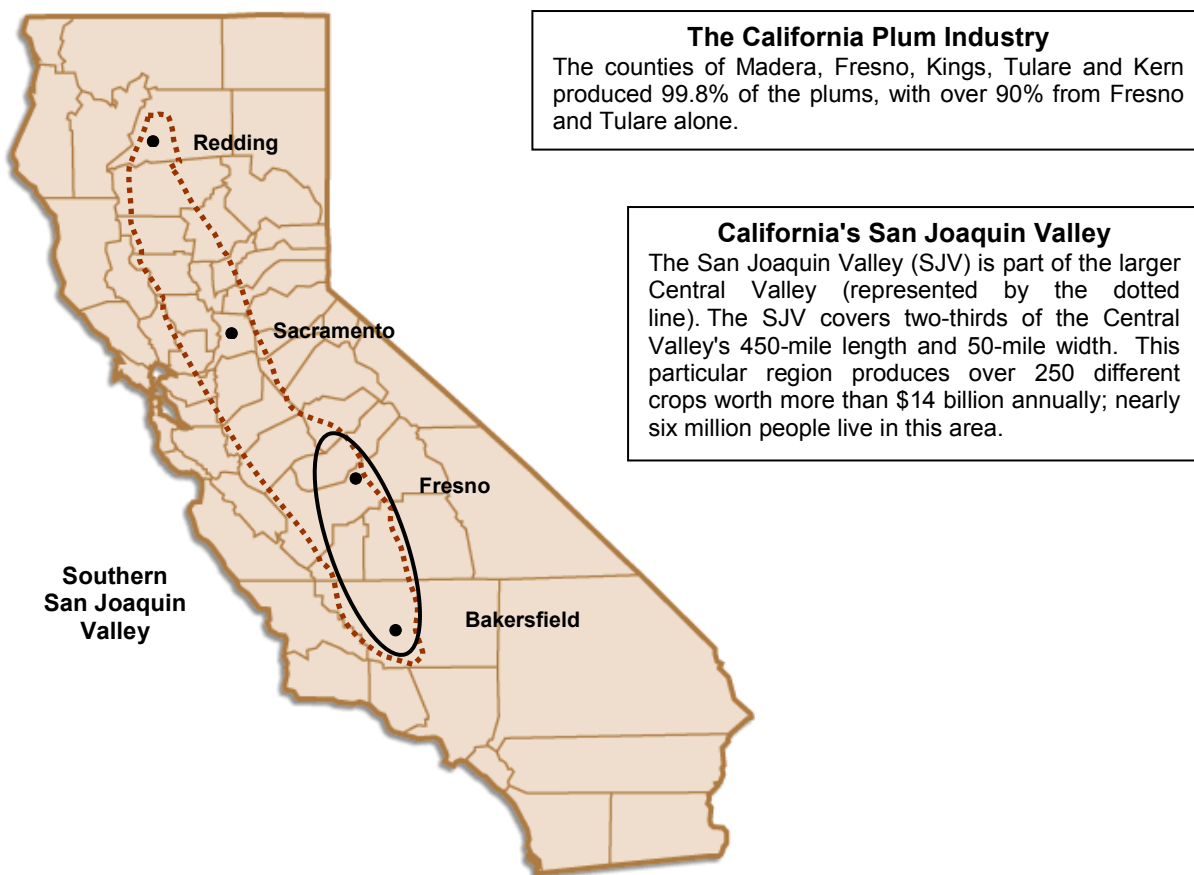 The California Plum Industry
The counties of Madera, Fresno, Kings, Tulare and Kern
produced 99.8% of the plums, with over 90% from Fresno
and Tulare alone.
Redding
California's San Joaquin Valley
The San Joaquin Valley (SJV) is part of the larger
Central Valley (represented by the dotted
line). The SJV covers two-thirds of the Central
Valley's 450-mile length and 50-mile width. This
particular region produces over 250 different
crops worth more than $14 billion annually; nearly
six million people live in this area.
Sacramento
Fresno
Southern
San Joaquin
Valley
Bakersfield